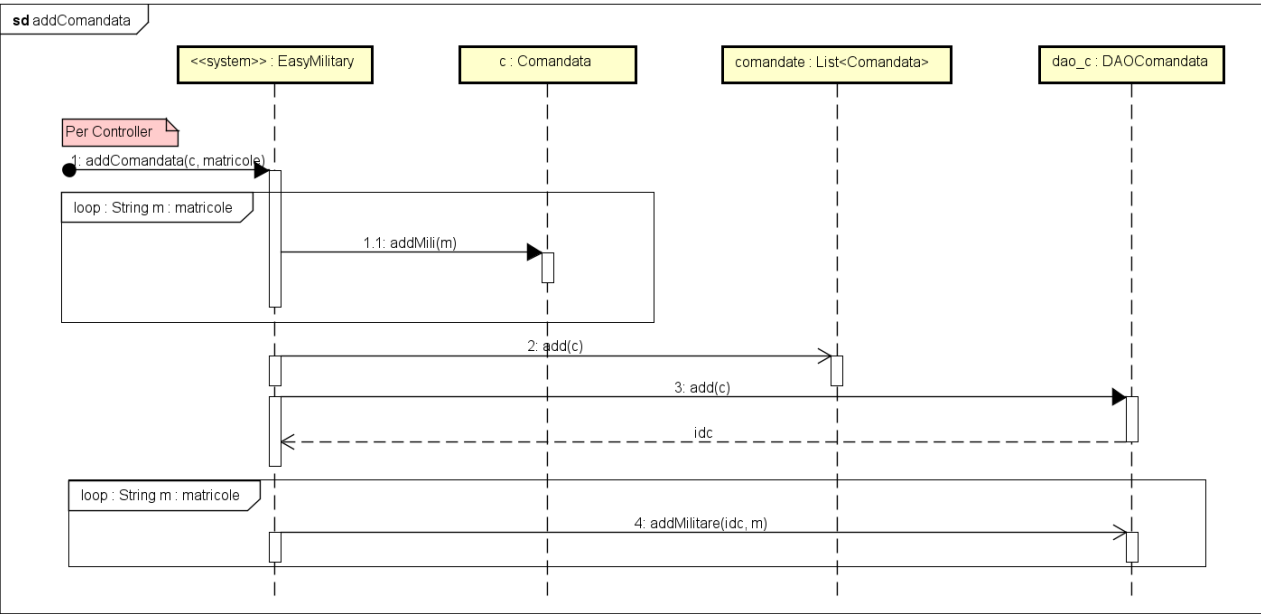 sd addComandata
<<system>> : EasyMilitary
c : Comandata
comandate : List<Comandata>
dao_c : DAOComandata
Per Controller
1: addComandata(c, matricole)
loop : String m : matricole
1.1: addMili(m)
2: add(c)
3: add(c)
idc
loop : String m : matricole
4: addMilitare(idc, m)